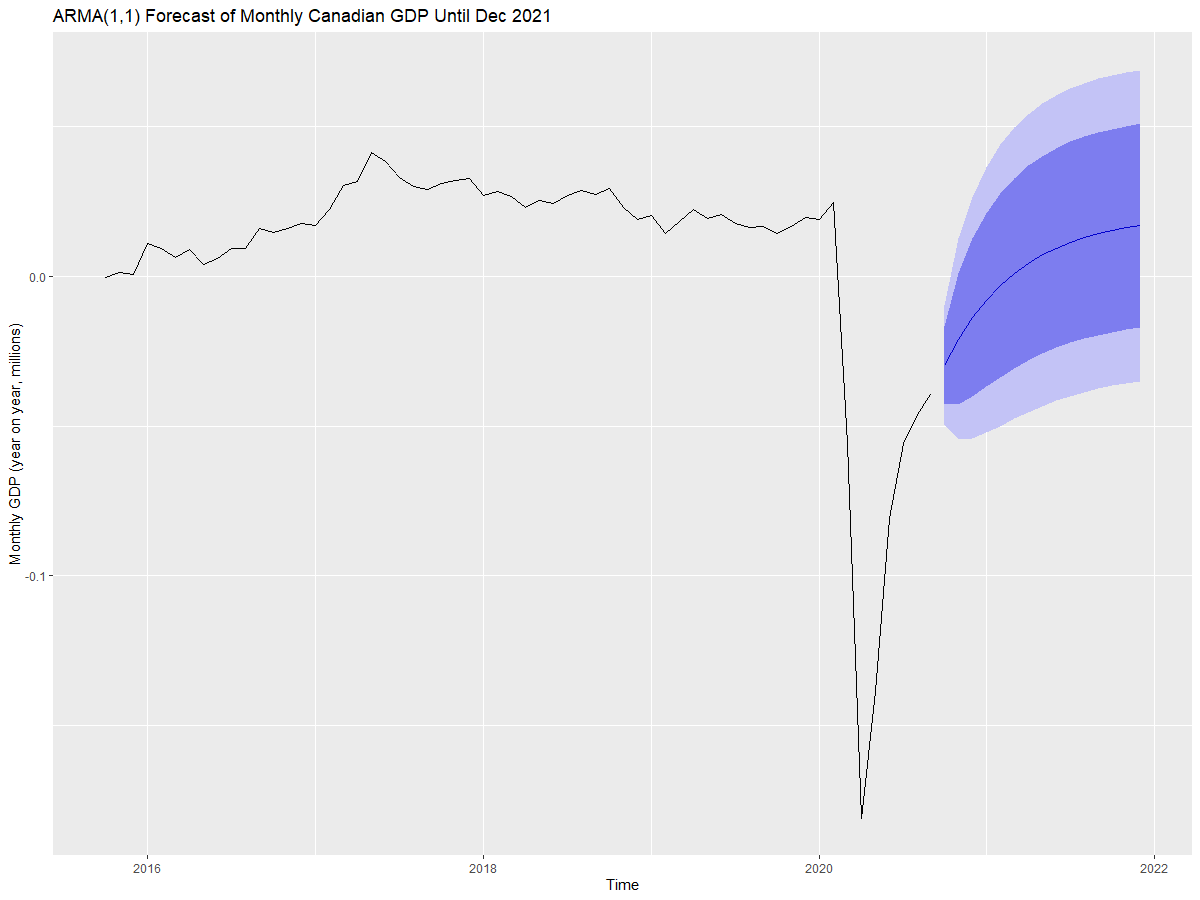 ARMA(1,1) Forecast of Monthly Canadian GDP Until Dec 2021
Monthly GDP (year on year, millions)
0.0
-0.1
2016
2018
2020
2022
Time